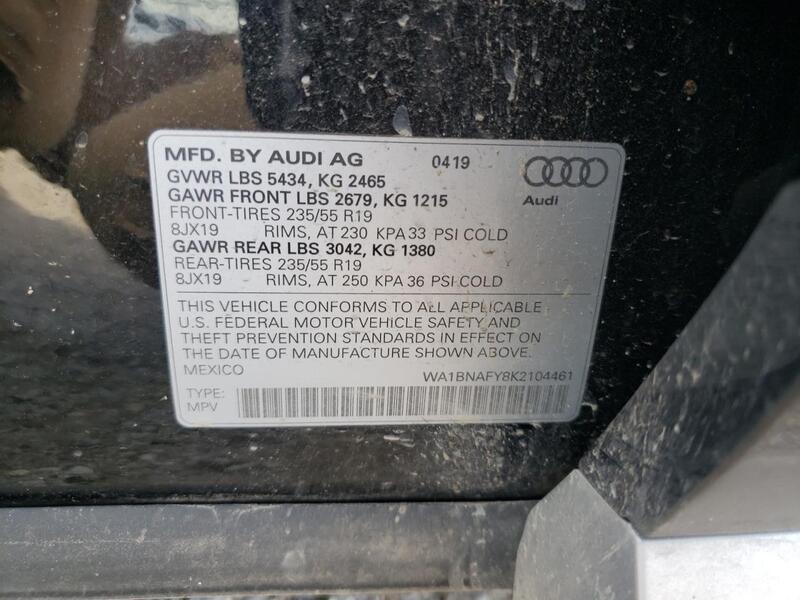 MFD. BY AUDI AG 0419
GVWR LBS 5434, KG 2465
GAWR FRONT LBS 2679, KG 1215
Audi
FRONT-TIRES 235/55 R19
8JX19 RIMS, AT 230 KPA 33 PSI COLD
GAWR REAR LBS 3042, KG 1380
REAR-TIRES 235/55 R19
8JX19 RIMS, AT 250 KPA 36 PSI COLD
THIS VEHICLE CONFORMS TO ALL APPLICABLE
U.S. FEDERAL MOTOR VEHICLE SAFETY AND
THEFT PREVENTION STANDARDS IN EFFECT ON
THE DATE OF MANUFACTURE SHOWN ABOVE.
MEXICO WA1BNAFY8K2104461
TYPE:
MPV